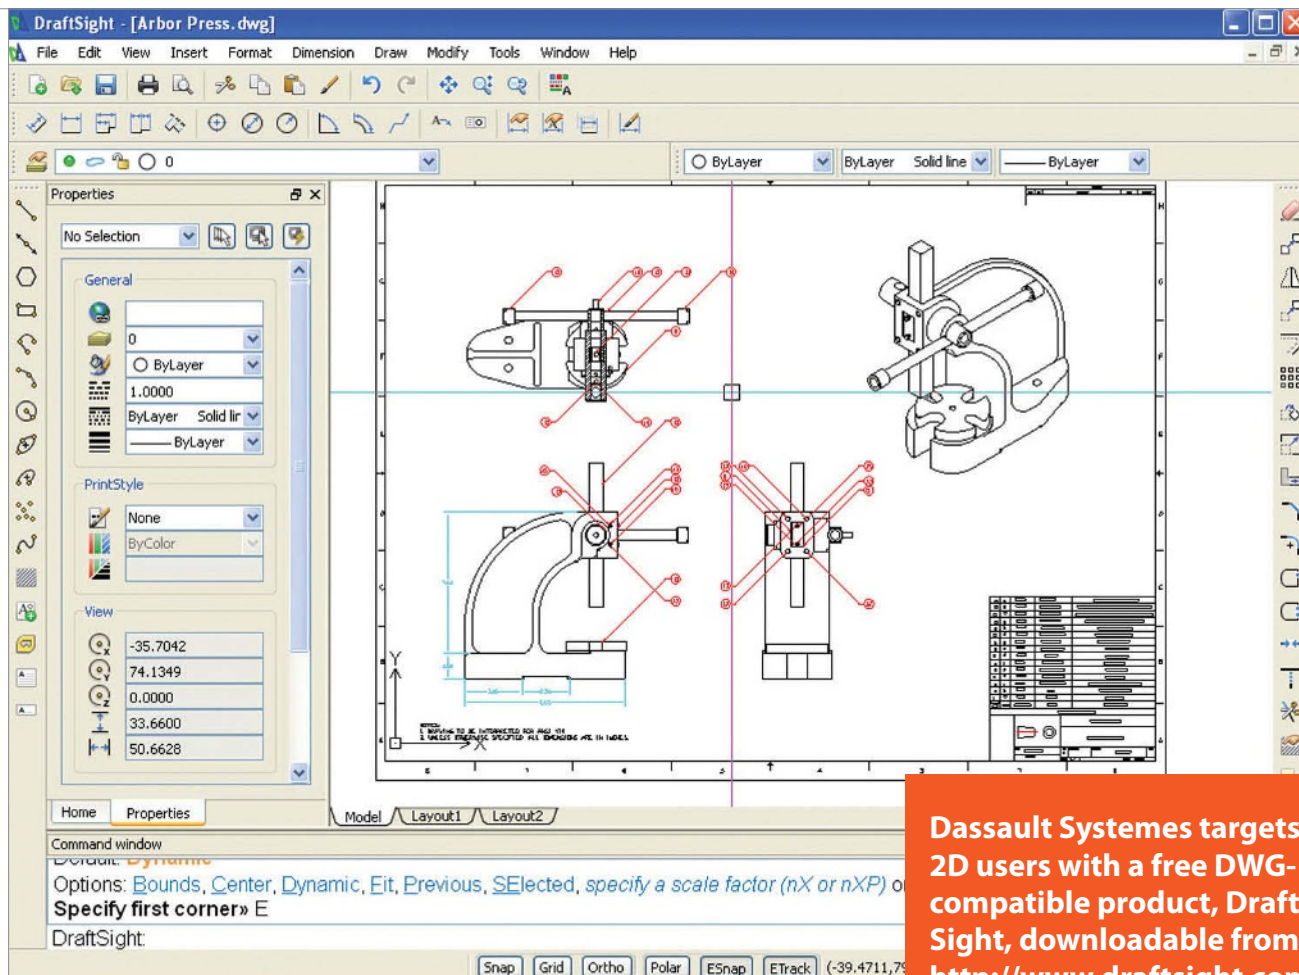 DraftSight - [Arbor Press.dwg]
File Edit View Insert Format Dimension Draw Modify Tools Window Help
0 ByLayer ByLayer Solid line ByLayer
Properties
No Selection
General
0
ByLayer
1.0000
ByLayer Solid lir
ByLayer
PrintStyle
None
ByColor
View
-35.7042
74.1349
0.0000
33.6600
50.6628
Home Properties
Y
X
Model Layout1 Layout2
Command window
Default: Dynamic
Options: Bounds, Center, Dynamic, Fit, Previous, SElected, specify a scale factor (nX or nXP) o
Specify first corner» E
DraftSight:
Snap Grid Ortho Polar ESnap ETrack (-39.4711,79
Dassault Systemes targets
2D users with a free DWG-
compatible product, Draft
Sight, downloadable from